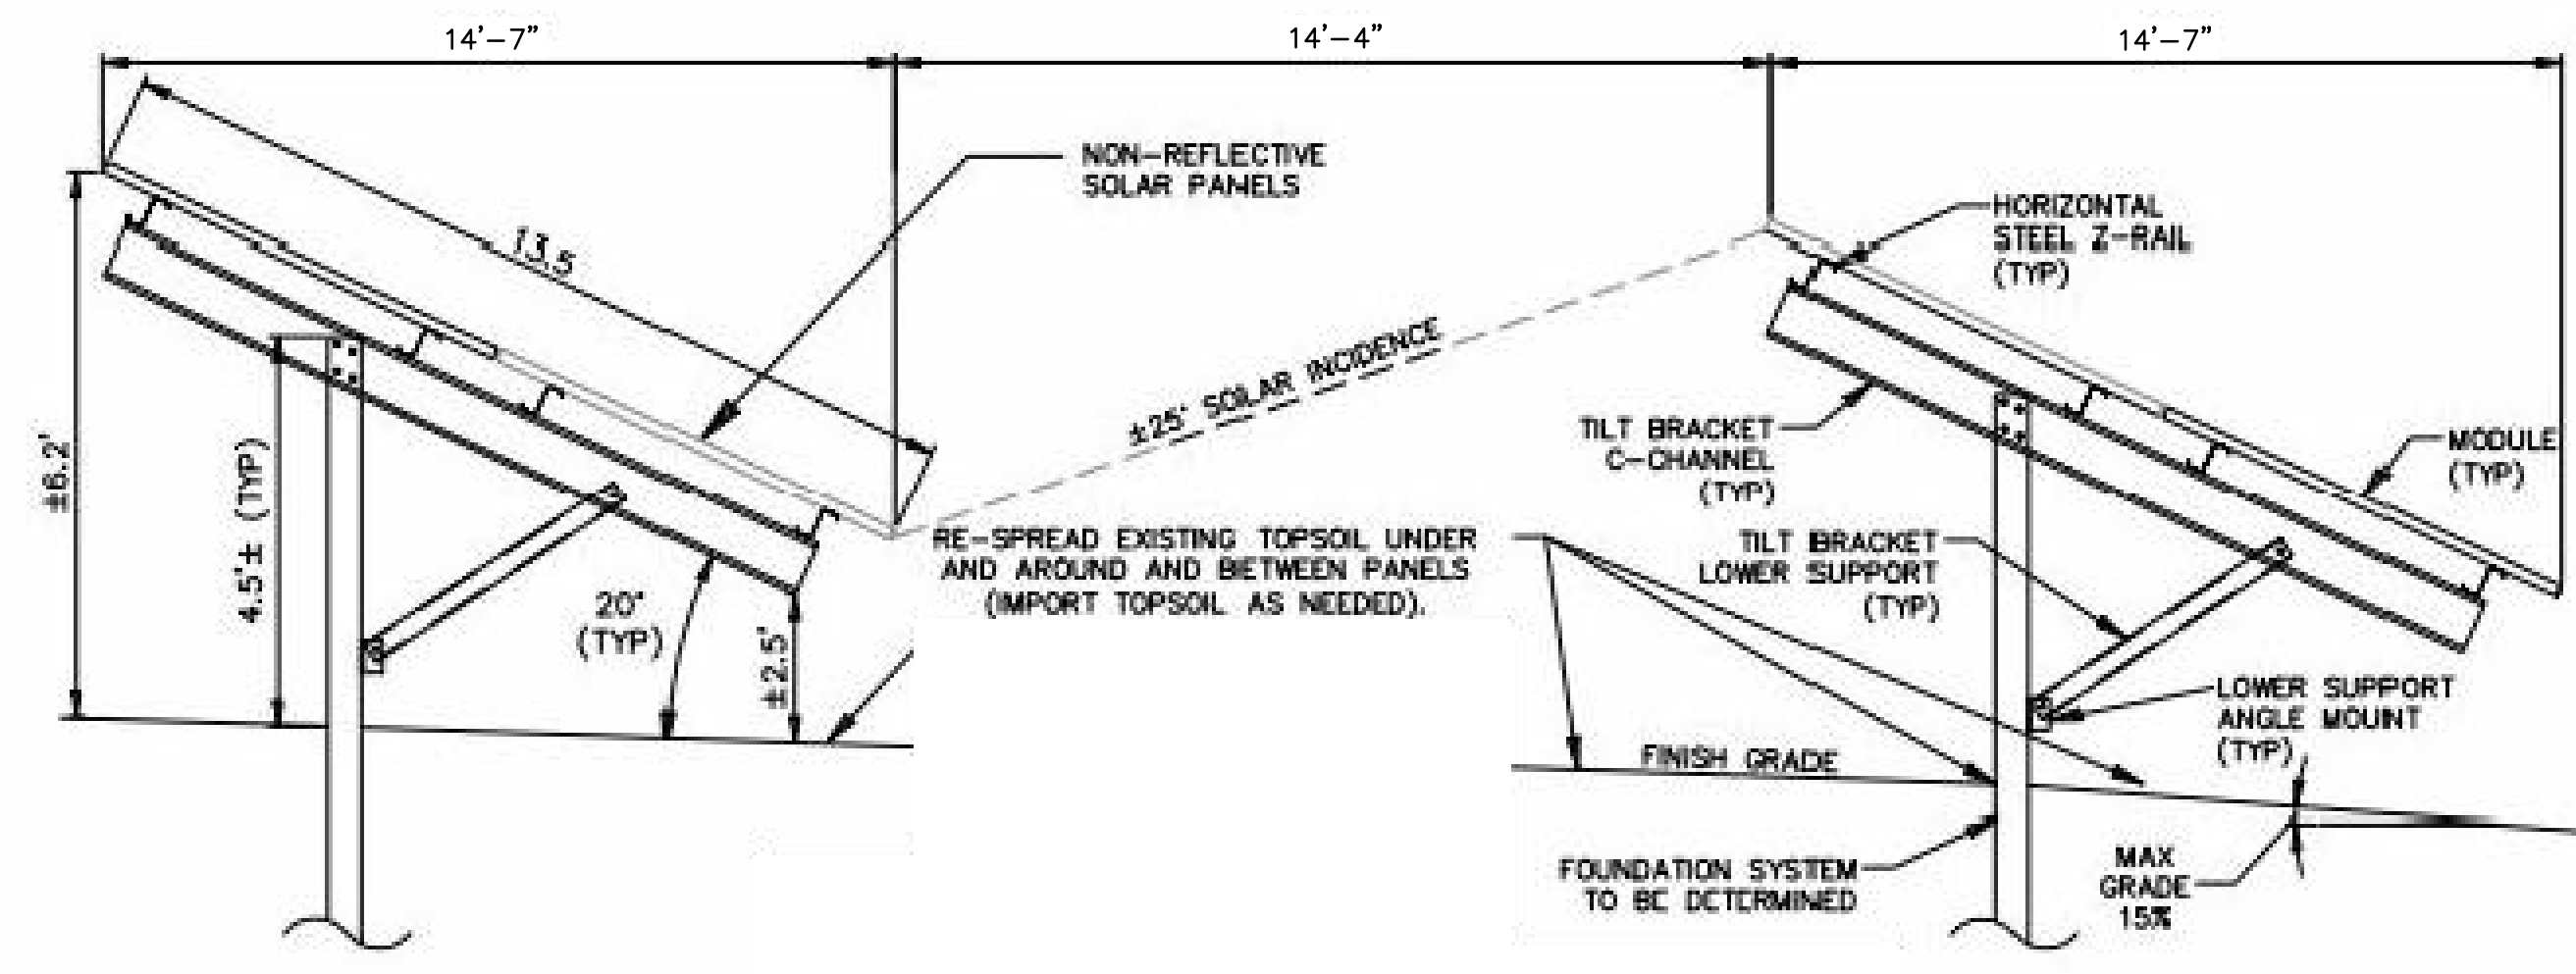 14'-7"
14'-4"
14'-7"
13.5
NON-REFLECTIVE
SOLAR PANELS
HORIZONTAL
STEEL Z-RAIL
(TYP)
±25° SOLAR INCIDENCE
TILT BRACKET
C-CHANNEL
(TYP)
MODULE
(TYP)
±6.2'
4.5'± (TYP)
20°
(TYP)
±2.5'
RE-SPREAD EXISTING TOPSOIL UNDER
AND AROUND AND BETWEEN PANELS
(IMPORT TOPSOIL AS NEEDED).
TILT BRACKET
LOWER SUPPORT
(TYP)
LOWER SUPPORT
ANGLE MOUNT
(TYP)
FINISH GRADE
FOUNDATION SYSTEM
TO BE DETERMINED
MAX
GRADE
15%